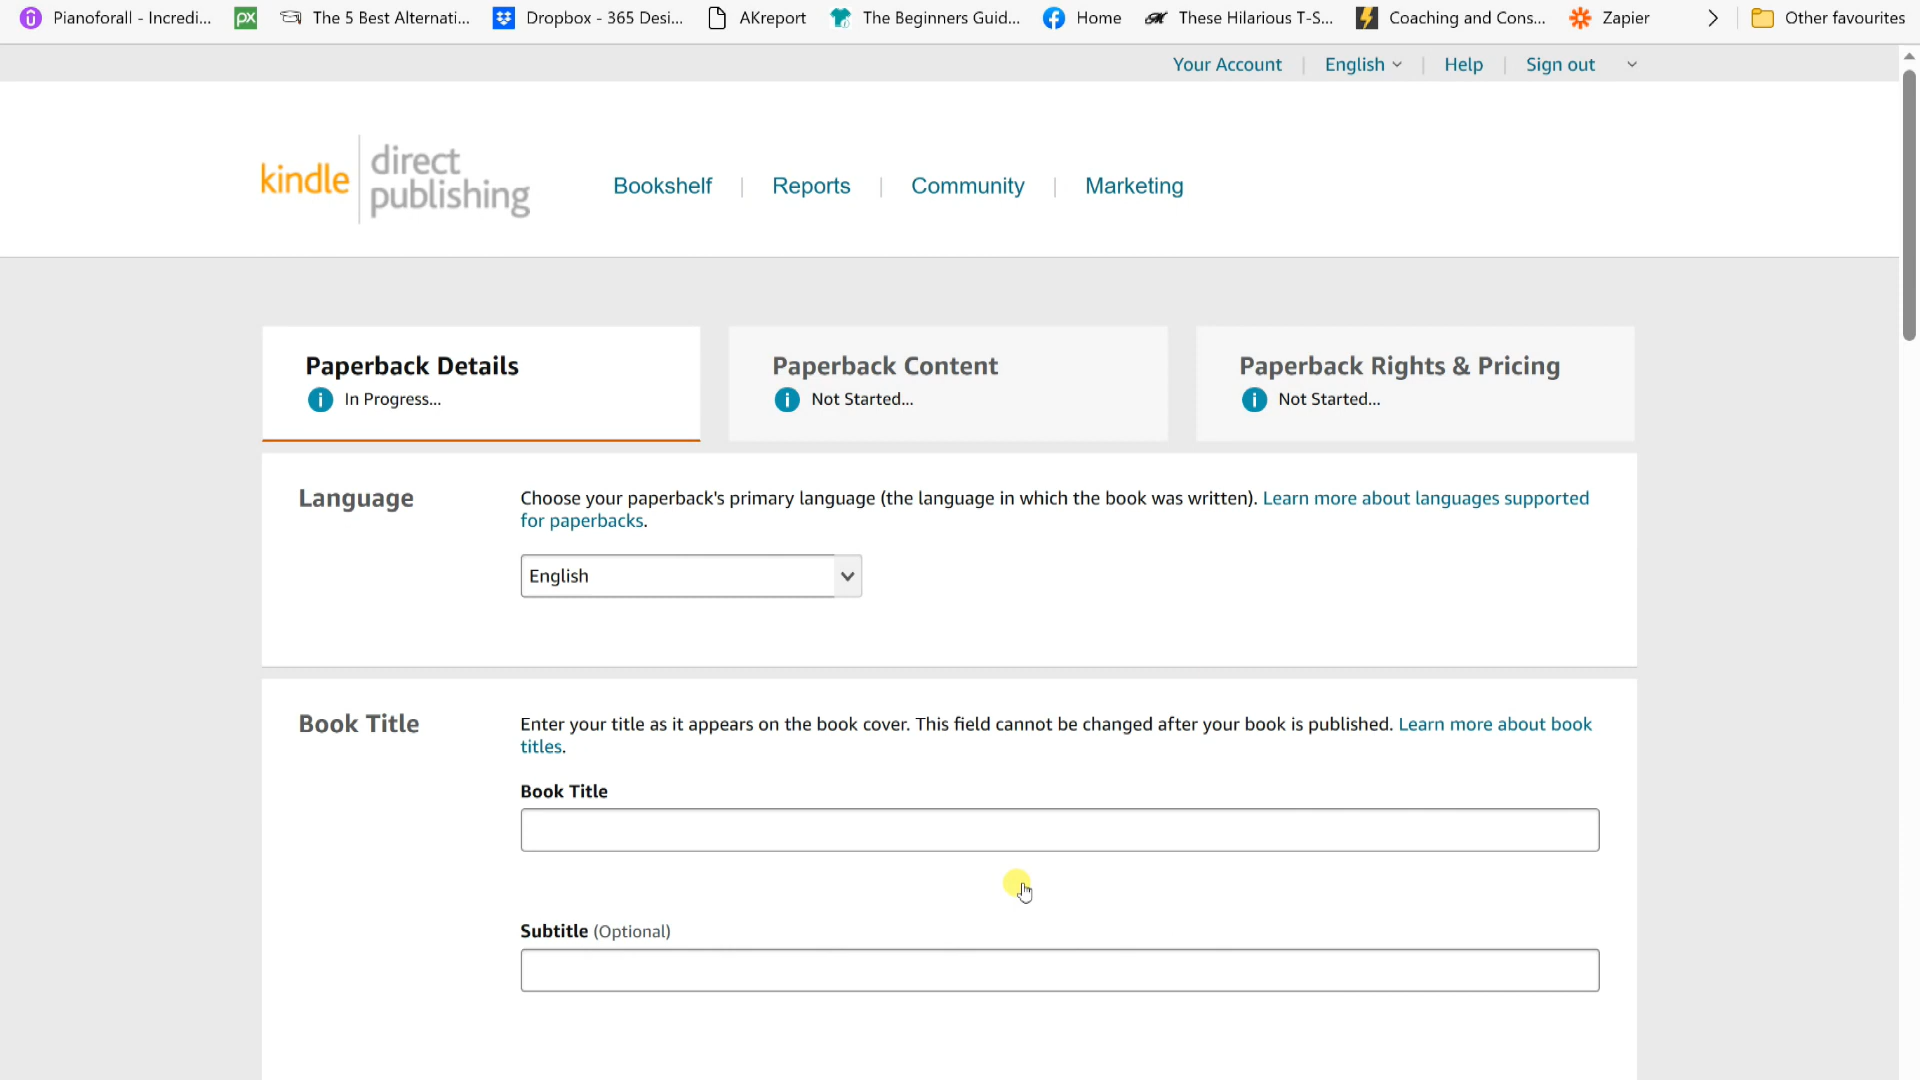 Pianoforall - Incredi...
The 5 Best Alternati...
Dropbox - 365 Desi...
AKreport
The Beginners Guid...
Home
These Hilarious T-S...
Coaching and Cons...
Zapier
Other favourites
Your Account
English
Help
Sign out
kindle
direct
publishing
Bookshelf
Reports
Community
Marketing
Paperback Details
In Progress...
Paperback Content
Not Started...
Paperback Rights & Pricing
Not Started...
Language
Choose your paperback's primary language (the language in which the book was written). Learn more about languages supported
for paperbacks.
English
Book Title
Enter your title as it appears on the book cover. This field cannot be changed after your book is published. Learn more about book
titles.
Book Title
Subtitle (Optional)